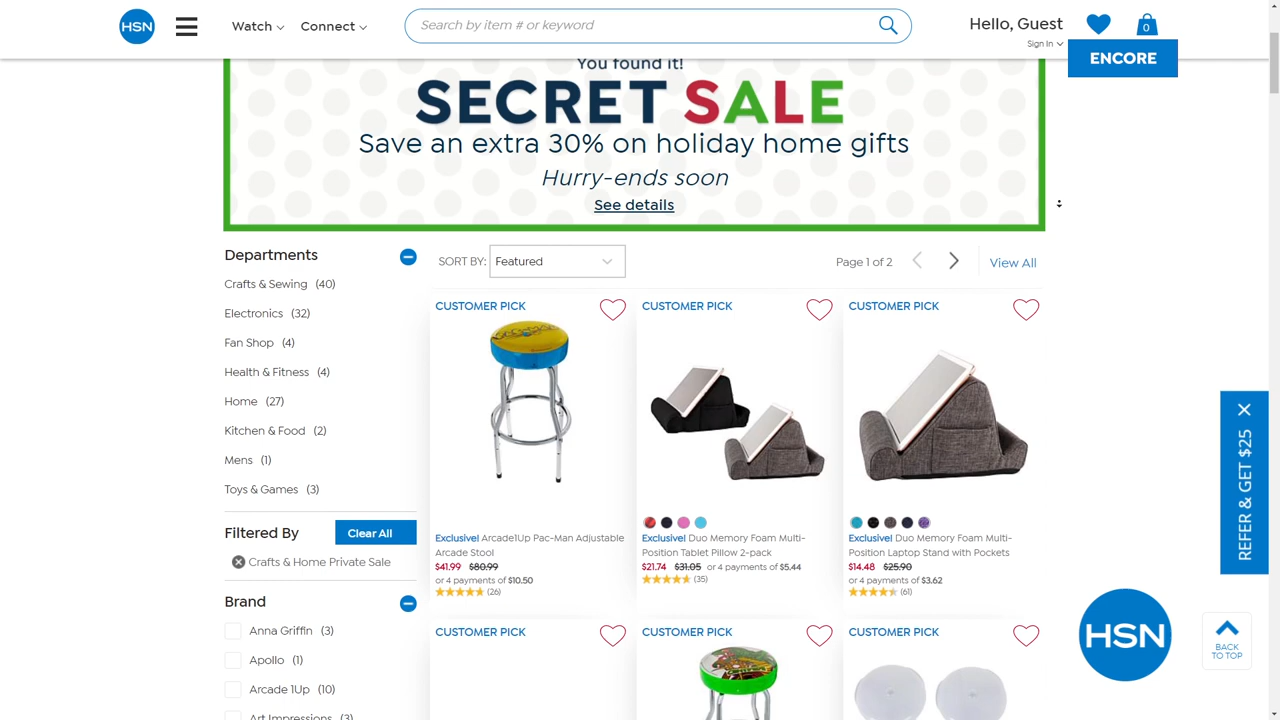 HSN
Watch
Connect
Search by item # or keyword
Hello, Guest
Sign In
0
ENCORE
You found it!
SECRET SALE
Save an extra 30% on holiday home gifts
Hurry-ends soon
See details
Departments
Crafts & Sewing (40)
Electronics (32)
Fan Shop (4)
Health & Fitness (4)
Home (27)
Kitchen & Food (2)
Mens (1)
Toys & Games (3)
Filtered By
Clear All
Crafts & Home Private Sale
Brand
Anna Griffin (3)
Apollo (1)
Arcade 1Up (10)
Art Impressions (3)
SORT BY: Featured
Page 1 of 2
View All
CUSTOMER PICK
Exclusive! Arcade1Up Pac-Man Adjustable
Arcade Stool
$41.99 $80.99
or 4 payments of $10.50
(26)
CUSTOMER PICK
Exclusive! Duo Memory Foam Multi-
Position Tablet Pillow 2-pack
$21.74 $31.05 or 4 payments of $5.44
(35)
CUSTOMER PICK
Exclusive! Duo Memory Foam Multi-
Position Laptop Stand with Pockets
$14.48 $25.90
or 4 payments of $3.62
(61)
CUSTOMER PICK
CUSTOMER PICK
CUSTOMER PICK
REFER & GET $25
HSN
BACK
TO TOP